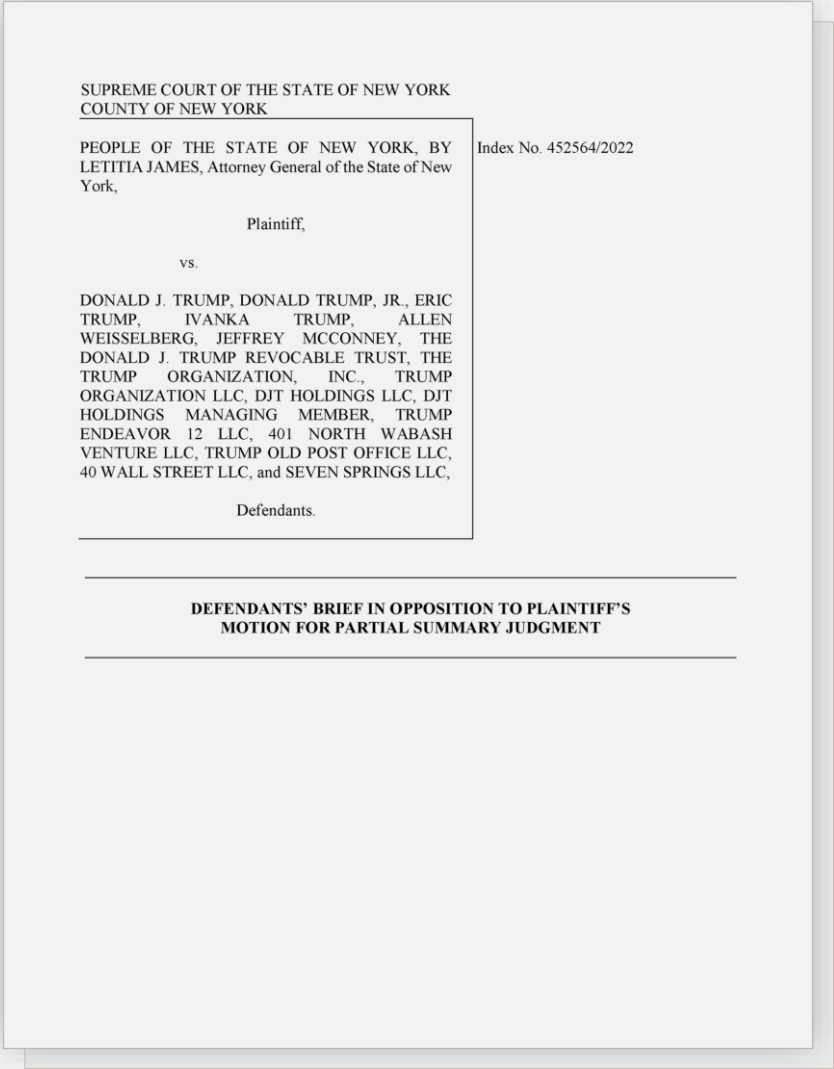 SUPREME COURT OF THE STATE OF NEW YORK
COUNTY OF NEW YORK
PEOPLE OF THE STATE OF NEW YORK, BY
LETITIA JAMES, Attorney General of the State of New
York,
Plaintiff,
vs.
DONALD J. TRUMP, DONALD TRUMP, JR., ERIC
TRUMP, IVANKA TRUMP, ALLEN
WEISSELBERG, JEFFREY MCCONNEY, THE
DONALD J. TRUMP REVOCABLE TRUST, THE
TRUMP ORGANIZATION, INC., TRUMP
ORGANIZATION LLC, DJT HOLDINGS LLC, DJT
HOLDINGS MANAGING MEMBER, TRUMP
ENDEAVOR 12 LLC, 401 NORTH WABASH
VENTURE LLC, TRUMP OLD POST OFFICE LLC,
40 WALL STREET LLC, and SEVEN SPRINGS LLC,
Defendants.
Index No. 452564/2022
DEFENDANTS’ BRIEF IN OPPOSITION TO PLAINTIFF’S
MOTION FOR PARTIAL SUMMARY JUDGMENT